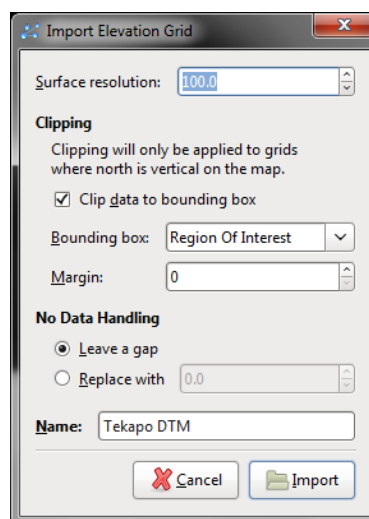 Import Elevation Grid
Surface resolution: 100.0
Clipping
Clipping will only be applied to grids
where north is vertical on the map.
Clip data to bounding box
Bounding box: Region Of Interest
Margin: 0
No Data Handling
Leave a gap
Replace with 0.0
Name: Tekapo DTM
Cancel Import